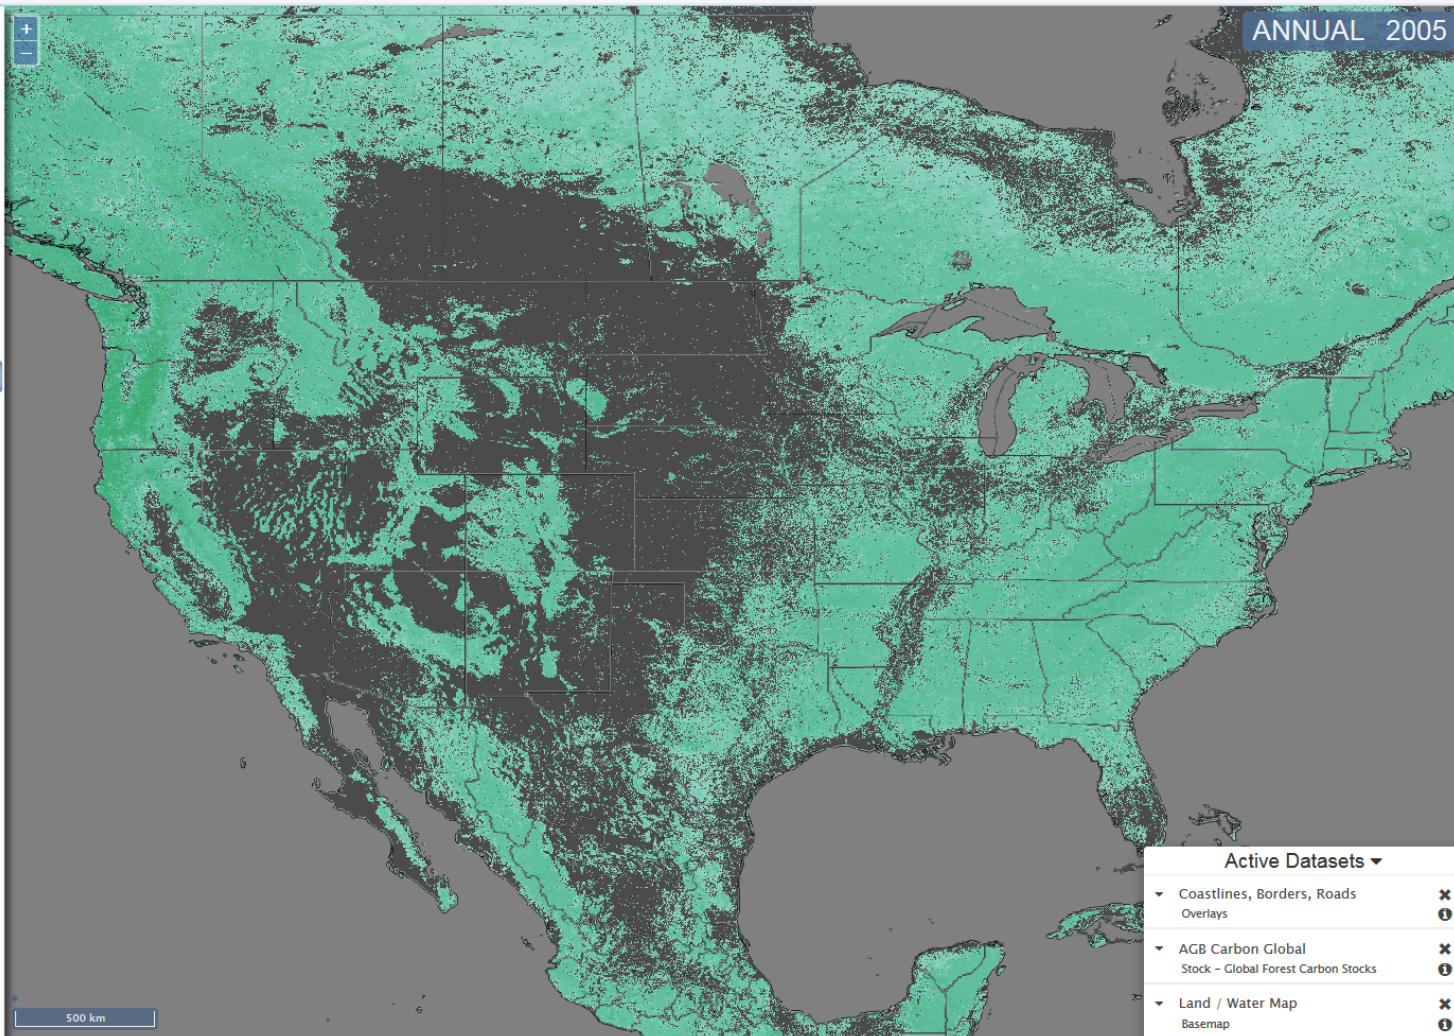 +
−
ANNUAL 2005
Active Datasets
Coastlines, Borders, Roads
Overlays
AGB Carbon Global
Stock – Global Forest Carbon Stocks
Land / Water Map
Basemap
500 km